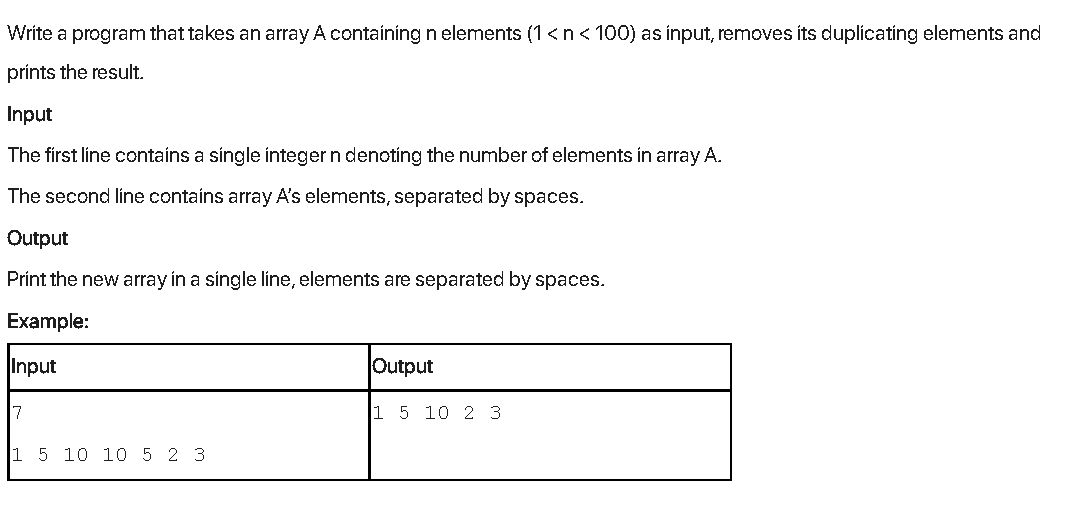 Write a program that takes an array A containing n elements (1 < n < 100) as input, removes its duplicating elements and
prints the result.
Input
The first line contains a single integer n denoting the number of elements in array A.
The second line contains array A's elements, separated by spaces.
Output
Print the new array in a single line, elements are separated by spaces.
Example:
Input Output
7 1 5 10 2 3
1 5 10 10 5 2 3